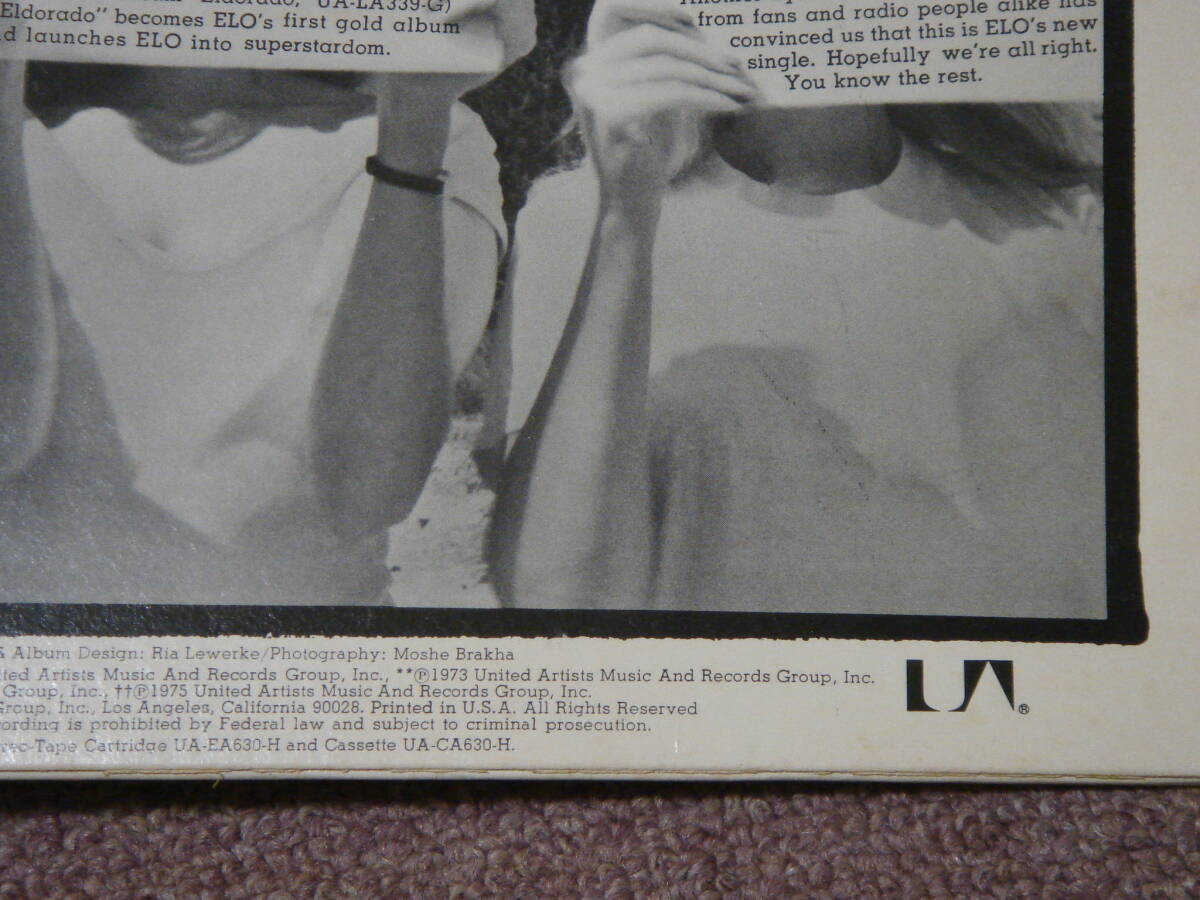 Eldorado, UA-LA339-G)
Eldorado" becomes ELO's first gold album
launches ELO into superstardom.
from fans and radio people alike has
convinced us that this is ELO's new
single. Hopefully we're all right.
You know the rest.
& Album Design: Ria Lewerke/Photography: Moshe Brakha
Artists Music And Records Group, Inc., **℗1973 United Artists Music And Records Group, Inc.
Group, Inc., ††℗1975 United Artists Music And Records Group, Inc.
Group, Inc., Los Angeles, California 90028. Printed in U.S.A. All Rights Reserved
is prohibited by Federal law and subject to criminal prosecution.
Tape Cartridge UA-EA630-H and Cassette UA-CA630-H.
UA®